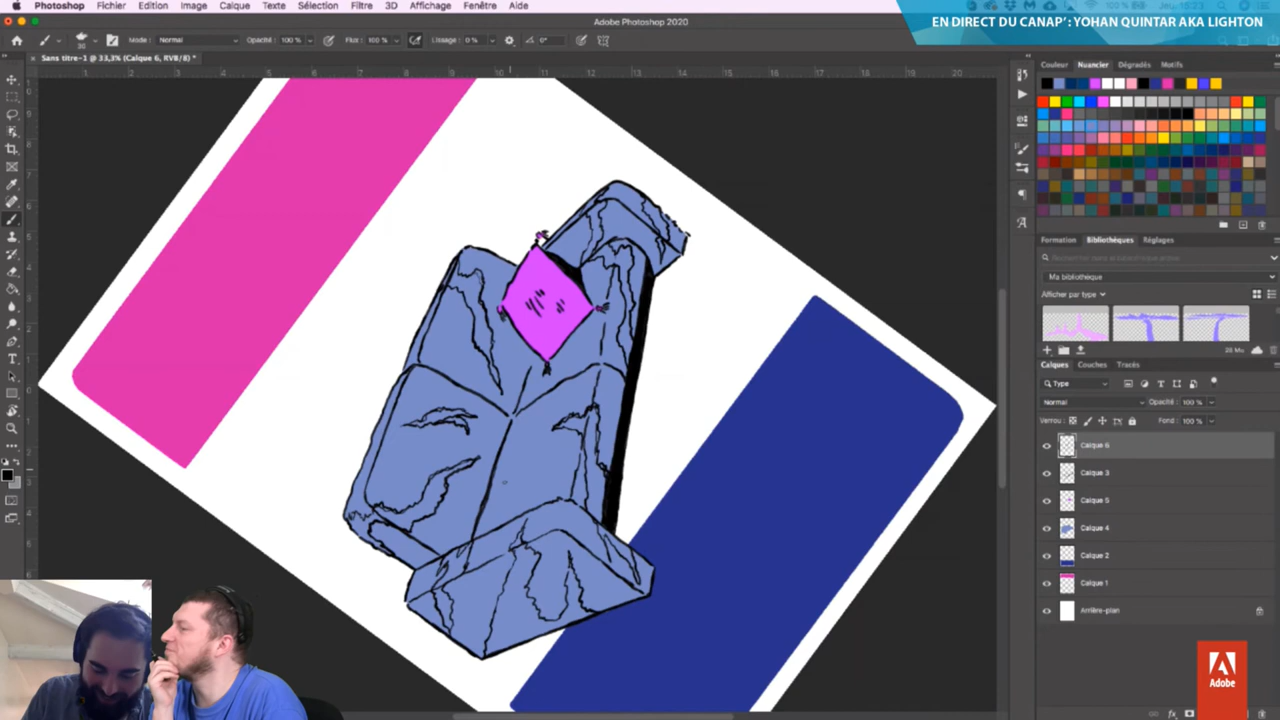 Photoshop Fichier Edition Image Calque Texte Sélection Filtre 3D Affichage Fenêtre Aide
EN DIRECT DU CANAP' : YOHAN QUINTAR AKA LIGHTON
Adobe Photoshop 2020
Mode : Normal Opacité : 100 % Flux : 100 % Lissage : 0 % 0°
Sans titre-1 @ 33,3% (Calque 6, RVB/8) *
Couleur Nuancier Dégradés Motifs
Formation Bibliothèques Réglages
Ma bibliothèque
Afficher par type
28 Mo
Calques Couches Tracés
Type
Normal Opacité : 100 %
Verrou : Fond : 100 %
Calque 6
Calque 3
Calque 5
Calque 4
Calque 2
Calque 1
Arrière-plan
Adobe